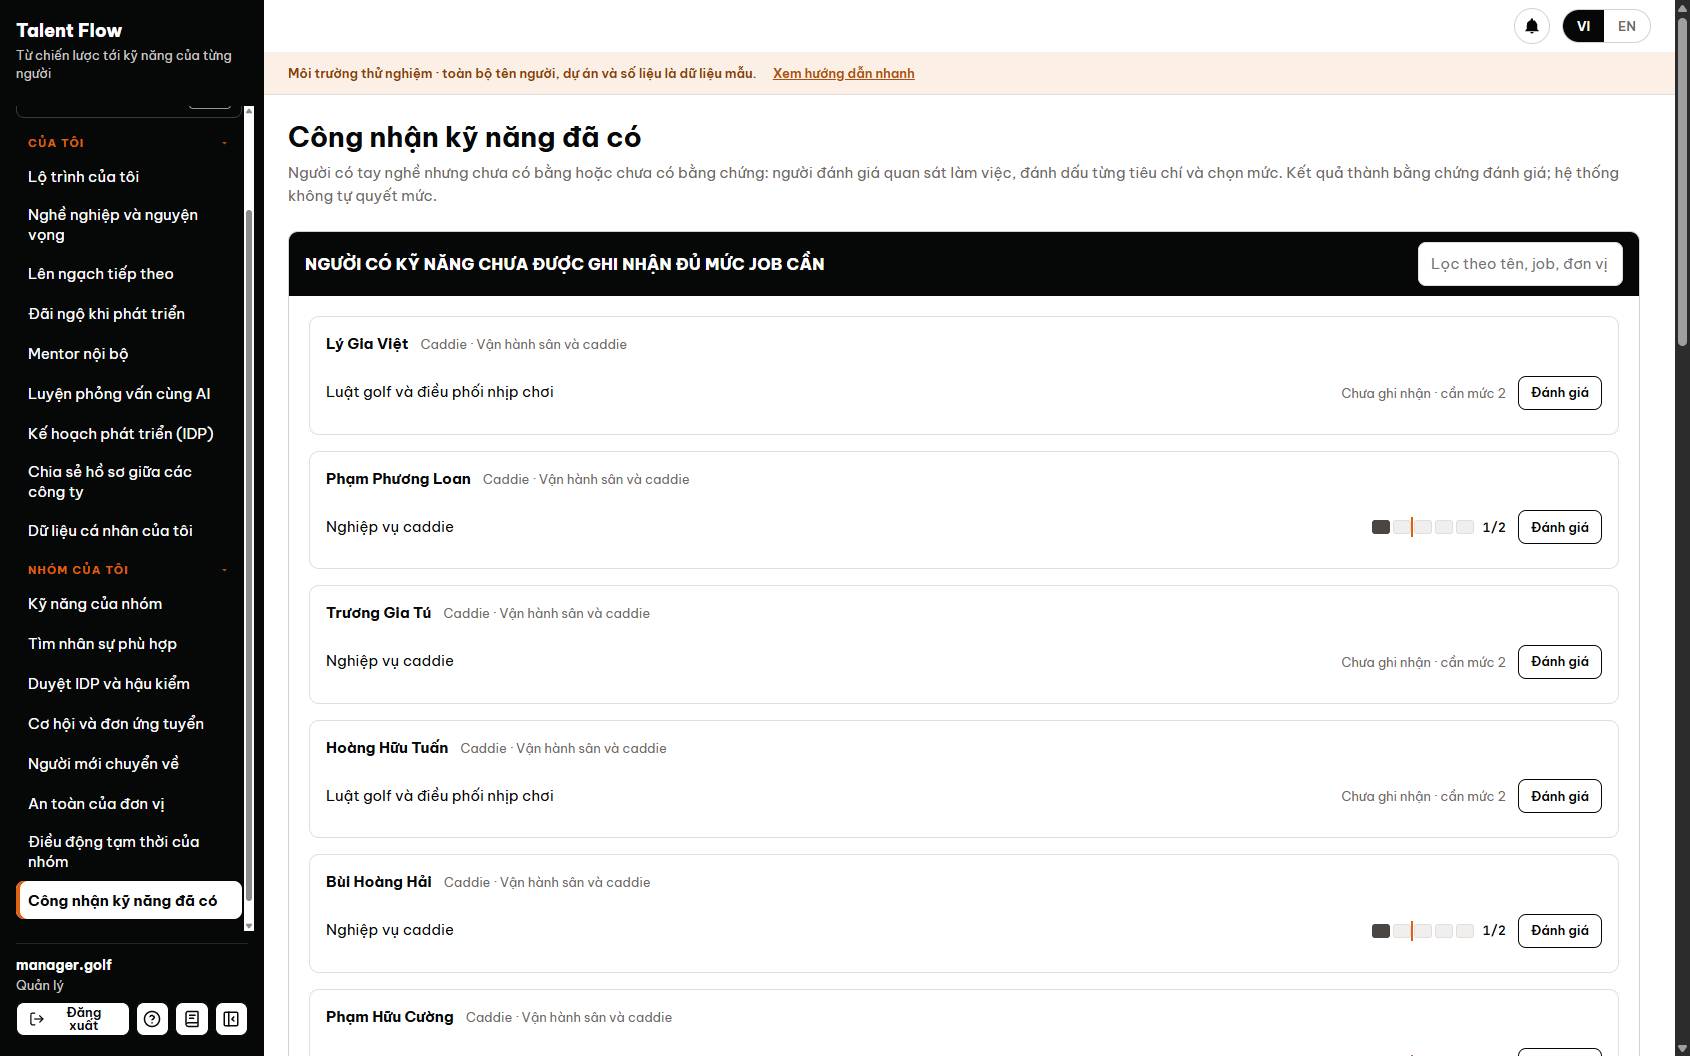 Talent Flow
Từ chiến lược tới kỹ năng của từng
người
CỦA TÔI
Lộ trình của tôi
Nghề nghiệp và nguyện
vọng
Lên ngạch tiếp theo
Đãi ngộ khi phát triển
Mentor nội bộ
Luyện phỏng vấn cùng AI
Kế hoạch phát triển (IDP)
Chia sẻ hồ sơ giữa các
công ty
Dữ liệu cá nhân của tôi
NHÓM CỦA TÔI
Kỹ năng của nhóm
Tìm nhân sự phù hợp
Duyệt IDP và hậu kiểm
Cơ hội và đơn ứng tuyển
Người mới chuyển về
An toàn của đơn vị
Điều động tạm thời của
nhóm
Công nhận kỹ năng đã có
manager.golf
Quản lý
Đăng
xuất
VI EN
Môi trường thử nghiệm · toàn bộ tên người, dự án và số liệu là dữ liệu mẫu. Xem hướng dẫn nhanh
Công nhận kỹ năng đã có
Người có tay nghề nhưng chưa có bằng hoặc chưa có bằng chứng: người đánh giá quan sát làm việc, đánh dấu từng tiêu chí và chọn mức. Kết quả thành bằng chứng đánh giá; hệ thống
không tự quyết mức.
NGƯỜI CÓ KỸ NĂNG CHƯA ĐƯỢC GHI NHẬN ĐỦ MỨC JOB CẦN
Lọc theo tên, job, đơn vị
Lý Gia Việt Caddie · Vận hành sân và caddie
Luật golf và điều phối nhịp chơi Chưa ghi nhận · cần mức 2 Đánh giá
Phạm Phương Loan Caddie · Vận hành sân và caddie
Nghiệp vụ caddie 1/2 Đánh giá
Trương Gia Tú Caddie · Vận hành sân và caddie
Nghiệp vụ caddie Chưa ghi nhận · cần mức 2 Đánh giá
Hoàng Hữu Tuấn Caddie · Vận hành sân và caddie
Luật golf và điều phối nhịp chơi Chưa ghi nhận · cần mức 2 Đánh giá
Bùi Hoàng Hải Caddie · Vận hành sân và caddie
Nghiệp vụ caddie 1/2 Đánh giá
Phạm Hữu Cường Caddie · Vận hành sân và caddie